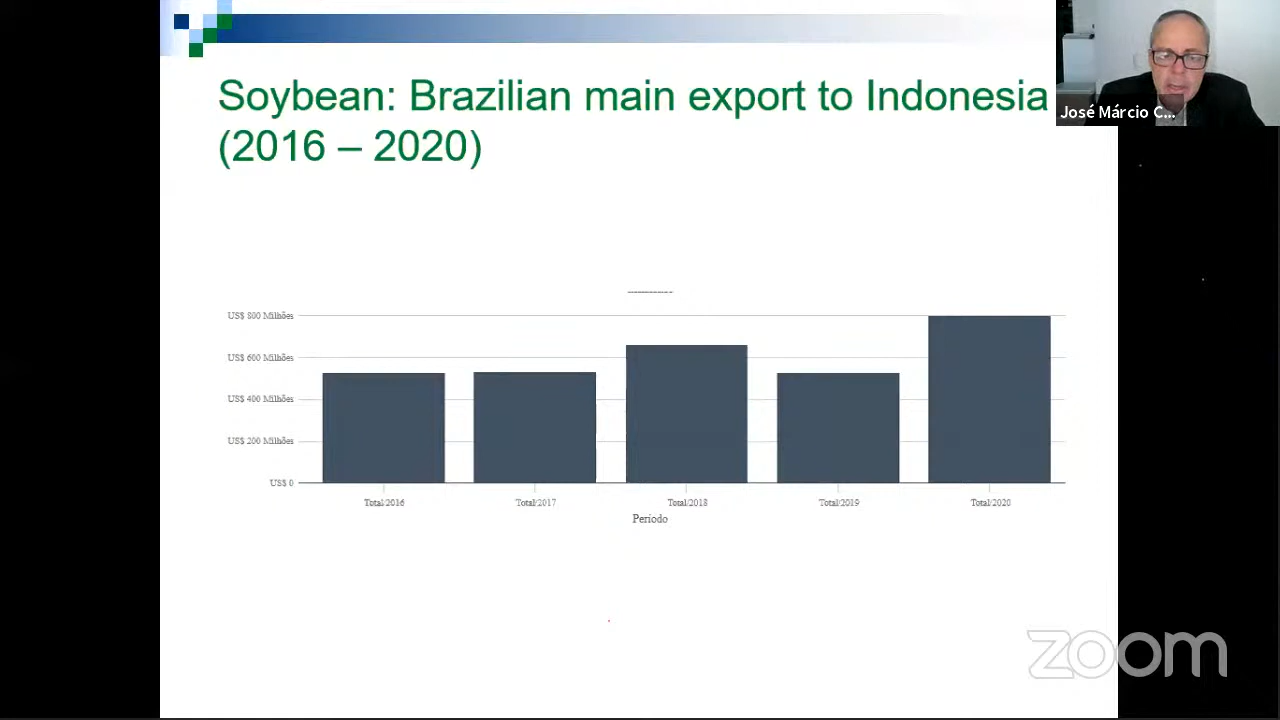 Soybean: Brazilian main export to Indonesia
(2016 – 2020)
José Márcio C...
US$ 800 Milhões
US$ 600 Milhões
US$ 400 Milhões
US$ 200 Milhões
US$ 0
Total/2016
Total/2017
Total/2018
Total/2019
Total/2020
Período
zoom